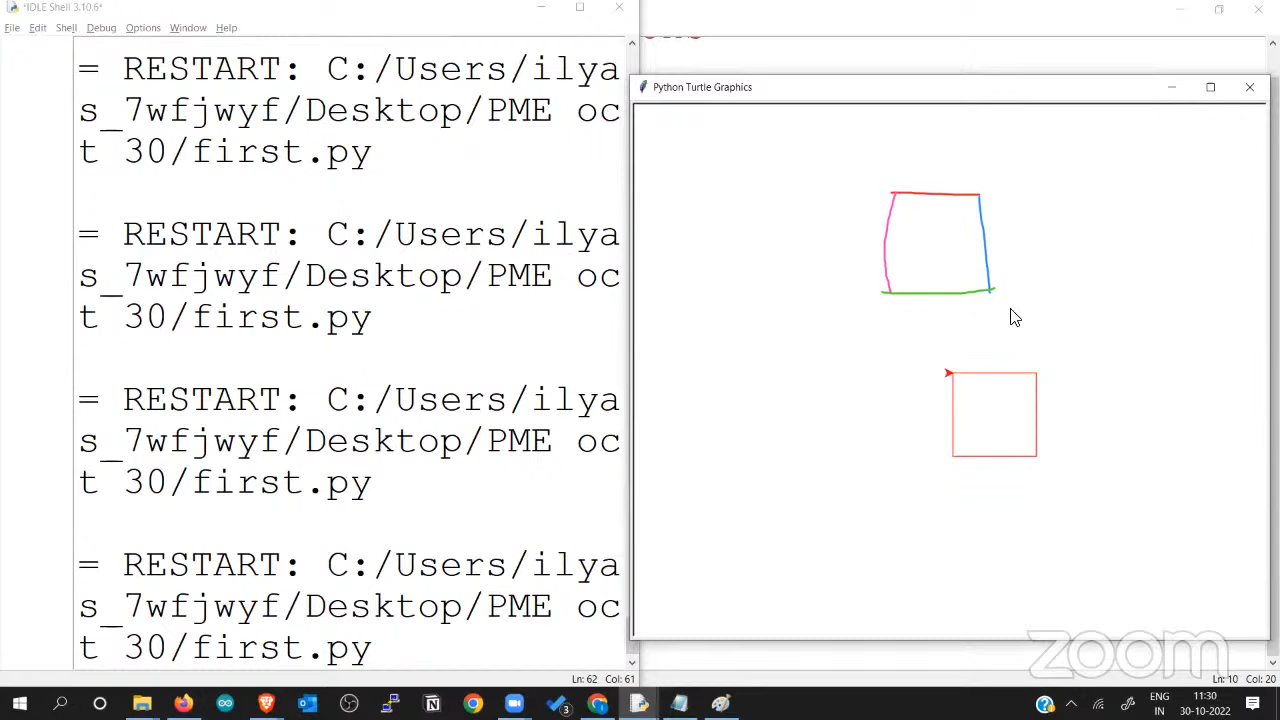 *IDLE Shell 3.10.6*
File Edit Shell Debug Options Window Help
= RESTART: C:/Users/ilya
s_7wfjwyf/Desktop/PME oc
t 30/first.py
= RESTART: C:/Users/ilya
s_7wfjwyf/Desktop/PME oc
t 30/first.py
= RESTART: C:/Users/ilya
s_7wfjwyf/Desktop/PME oc
t 30/first.py
= RESTART: C:/Users/ilya
s_7wfjwyf/Desktop/PME oc
t 30/first.py
Ln: 62 Col: 61
Python Turtle Graphics
zoom
Ln: 10 Col: 20
3
ENG
IN
11:30
30-10-2022